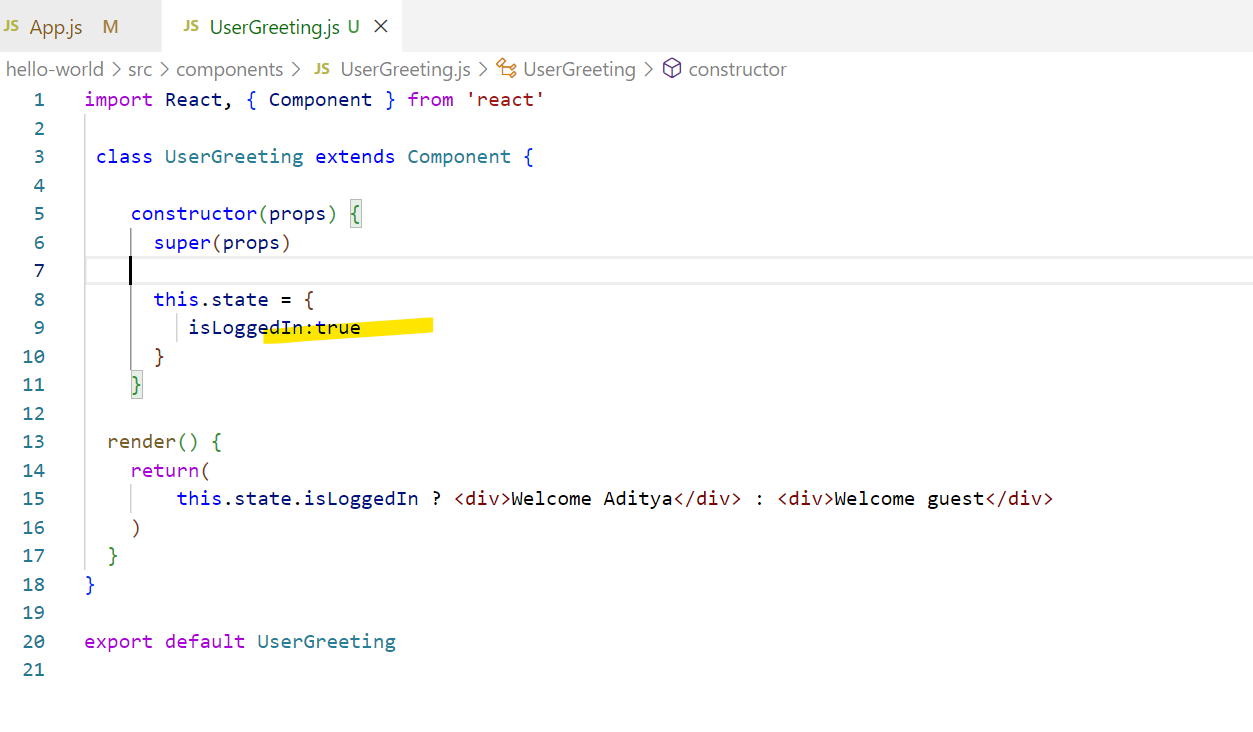 JS App.js M JS UserGreeting.js U
hello-world > src > components > JS UserGreeting.js > UserGreeting > constructor
1 import React, { Component } from 'react'
2
3 class UserGreeting extends Component {
4
5 constructor(props) {
6 super(props)
7
8 this.state = {
9 isLoggedIn:true
10 }
11 }
12
13 render() {
14 return(
15 this.state.isLoggedIn ? <div>Welcome Aditya</div> : <div>Welcome guest</div>
16 )
17 }
18 }
19
20 export default UserGreeting
21